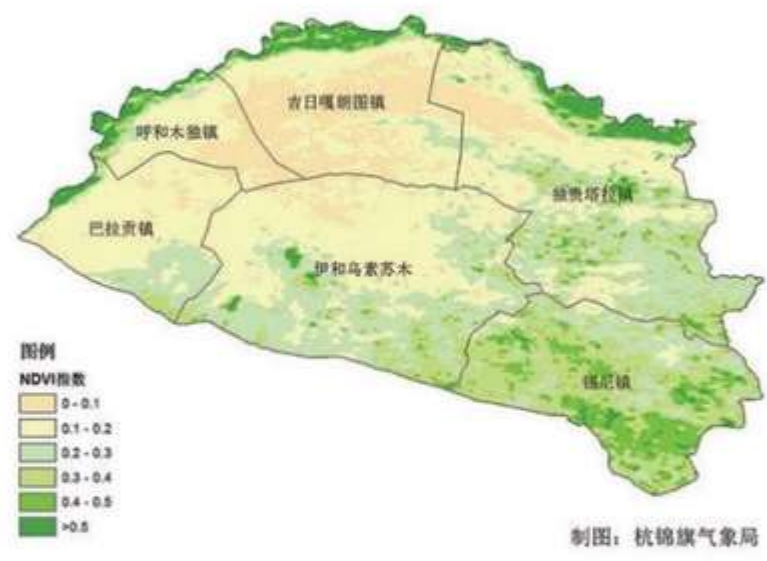 吉日嘎朗图镇
呼和木独镇
独贵塔拉镇
巴拉贡镇
伊和乌素苏木
锡尼镇
图例
NDVI指数
0 - 0.1
0.1 - 0.2
0.2 - 0.3
0.3 - 0.4
0.4 - 0.5
>0.5
制图：杭锦旗气象局